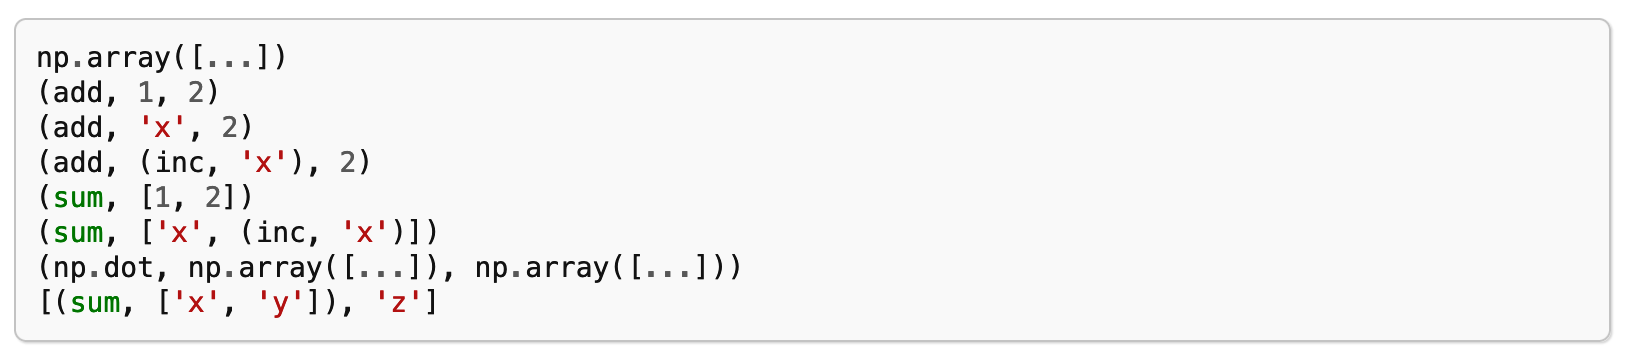 np.array([...])
(add, 1, 2)
(add, 'x', 2)
(add, (inc, 'x'), 2)
(sum, [1, 2])
(sum, ['x', (inc, 'x')])
(np.dot, np.array([...]), np.array([...]))
[(sum, ['x', 'y']), 'z']